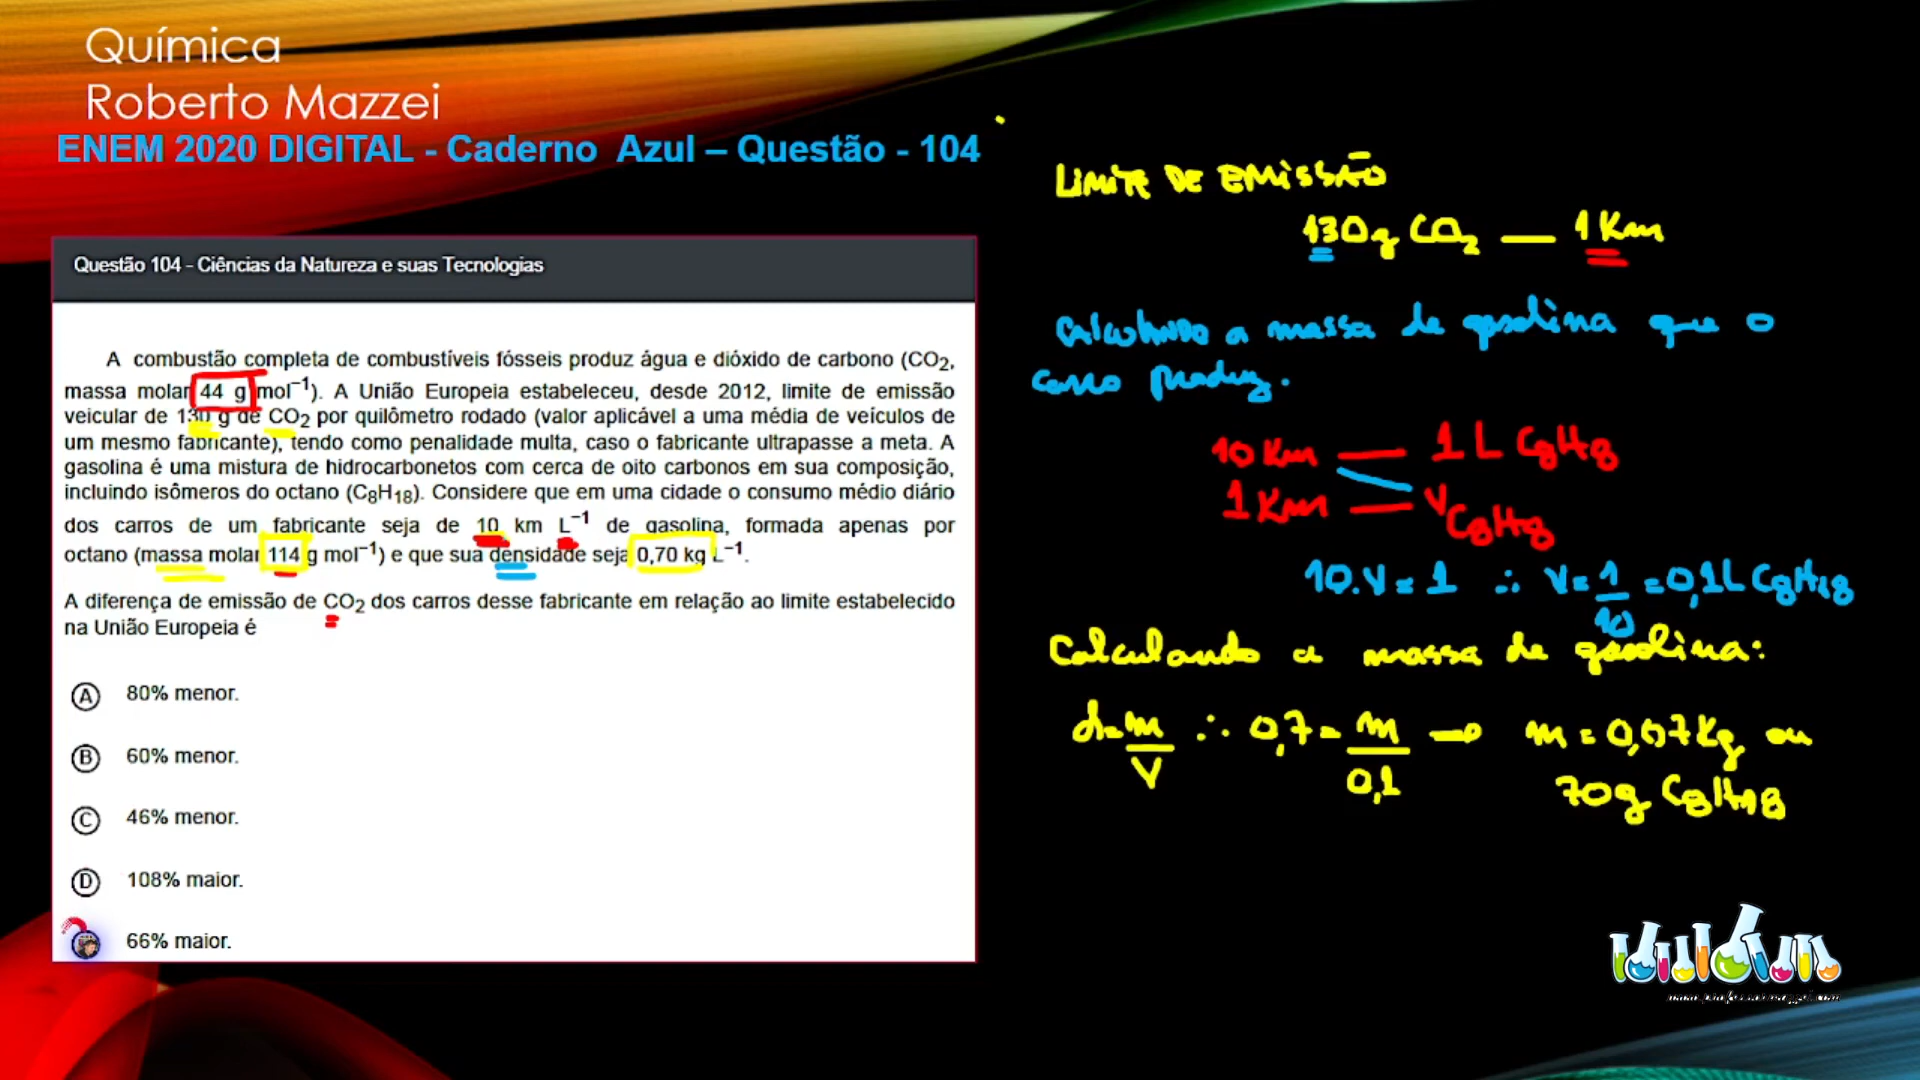 Química
Roberto Mazzei
ENEM 2020 DIGITAL - Caderno Azul – Questão - 104
Questão 104 - Ciências da Natureza e suas Tecnologias
A combustão completa de combustíveis fósseis produz água e dióxido de carbono (CO₂,
massa molar 44 g mol⁻¹). A União Europeia estabeleceu, desde 2012, limite de emissão
veicular de 130 g de CO₂ por quilômetro rodado (valor aplicável a uma média de veículos de
um mesmo fabricante), tendo como penalidade multa, caso o fabricante ultrapasse a meta. A
gasolina é uma mistura de hidrocarbonetos com cerca de oito carbonos em sua composição,
incluindo isômeros do octano (C₈H₁₈). Considere que em uma cidade o consumo médio diário
dos carros de um fabricante seja de 10 km L⁻¹ de gasolina, formada apenas por
octano (massa molar 114 g mol⁻¹) e que sua densidade seja 0,70 kg L⁻¹.
A diferença de emissão de CO₂ dos carros desse fabricante em relação ao limite estabelecido
na União Europeia é
A 80% menor.
B 60% menor.
C 46% menor.
D 108% maior.
66% maior.
LIMITE DE EMISSÃO
130g CO₂ — 1 Km
Calculando a massa de gasolina que o
carro produz.
10 Km — 1 L C₈H₈
1 Km — V C₈H₈
10.V = 1 ∴ V = 1/10 = 0,1L C₈H₁₈
Calculando a massa de gasolina:
d = m/V ∴ 0,7 = m/0,1 → m = 0,07Kg ou
70g C₈H₁₈